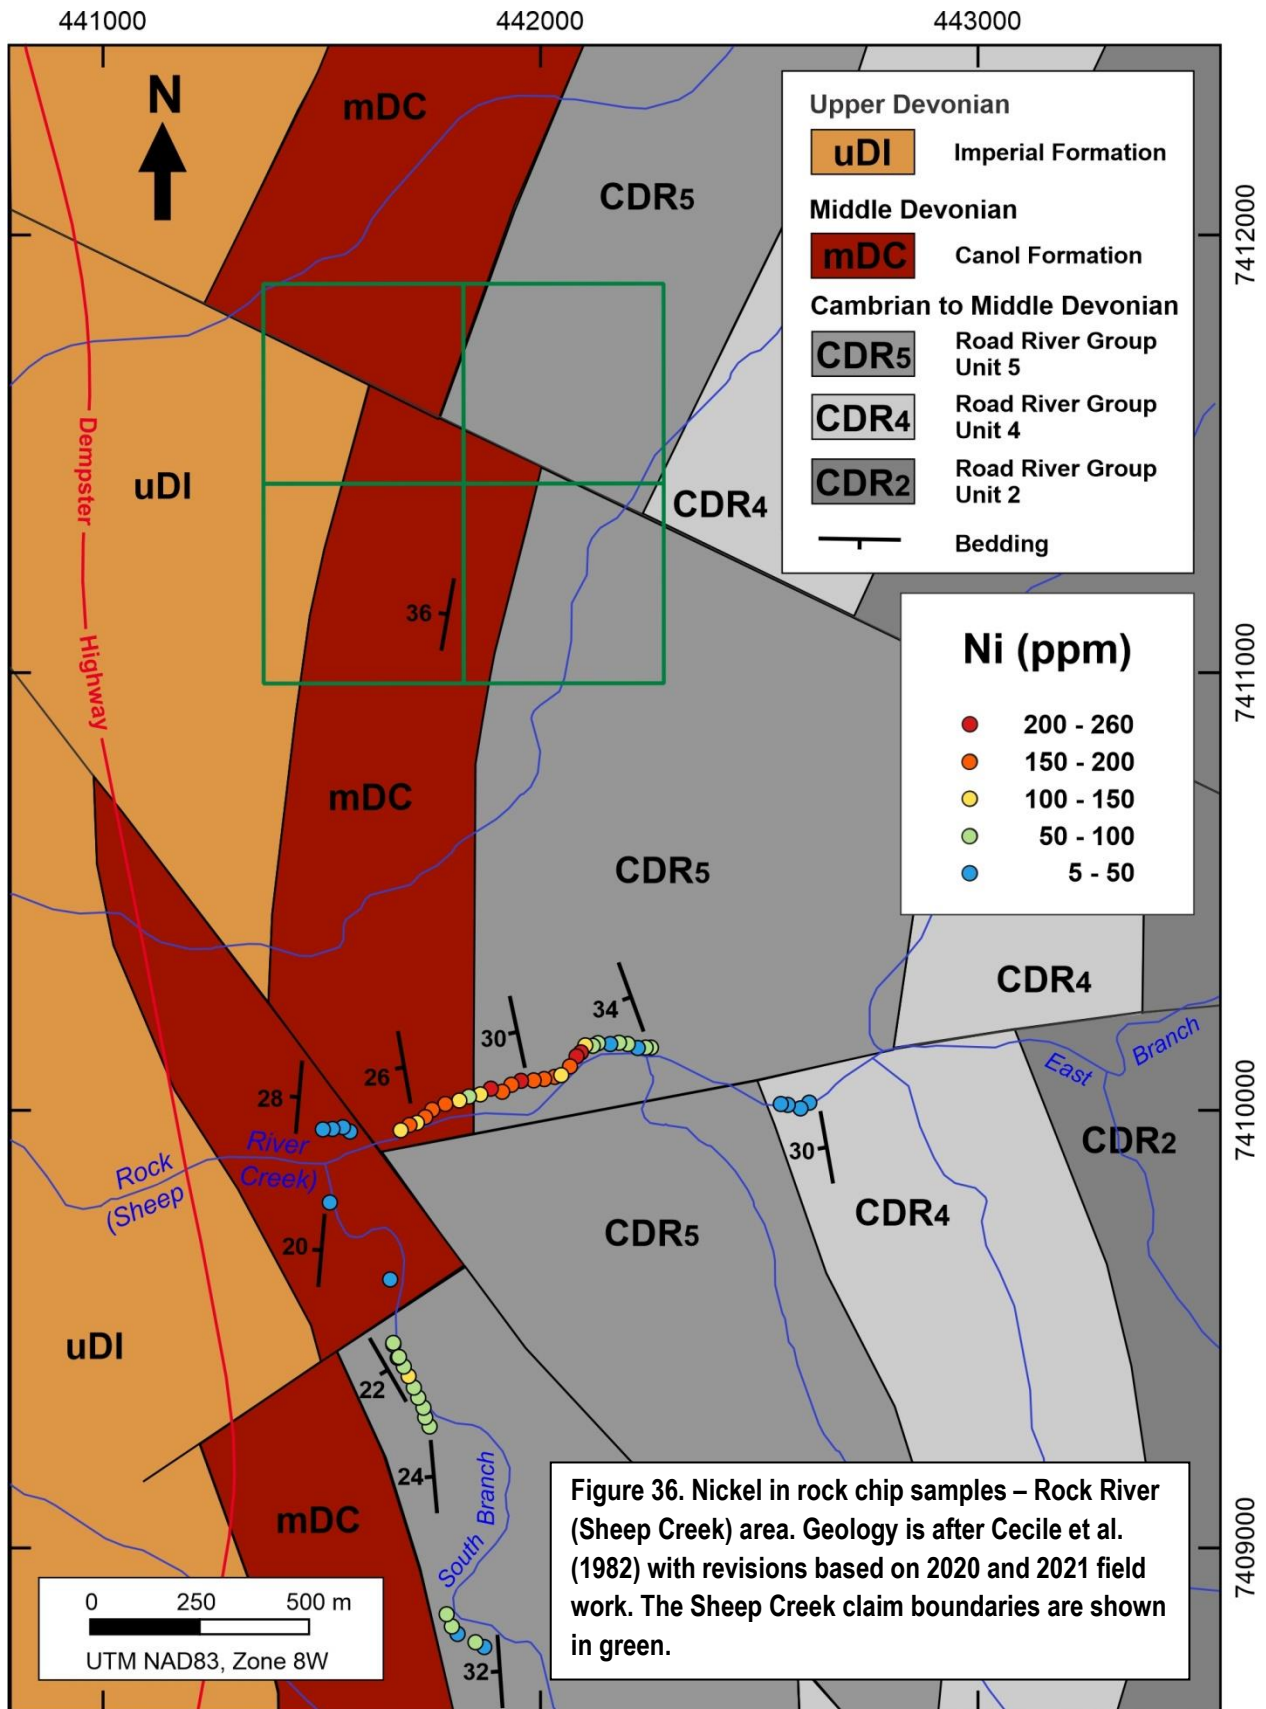 441000
442000
443000
N
mDC
CDR5
uDI
CDR4
36
Dempster
Highway
mDC
CDR5
CDR4
34
30
26
28
River
Creek)
Rock
(Sheep
East
Branch
30
CDR2
CDR4
CDR5
20
uDI
22
24
South
Branch
mDC
32
7412000
7411000
7410000
7409000
Upper Devonian
uDI Imperial Formation
Middle Devonian
mDC Canol Formation
Cambrian to Middle Devonian
CDR5 Road River Group
Unit 5
CDR4 Road River Group
Unit 4
CDR2 Road River Group
Unit 2
Bedding
Ni (ppm)
200 - 260
150 - 200
100 - 150
50 - 100
5 - 50
0 250 500 m
UTM NAD83, Zone 8W
Figure 36. Nickel in rock chip samples – Rock River
(Sheep Creek) area. Geology is after Cecile et al.
(1982) with revisions based on 2020 and 2021 field
work. The Sheep Creek claim boundaries are shown
in green.